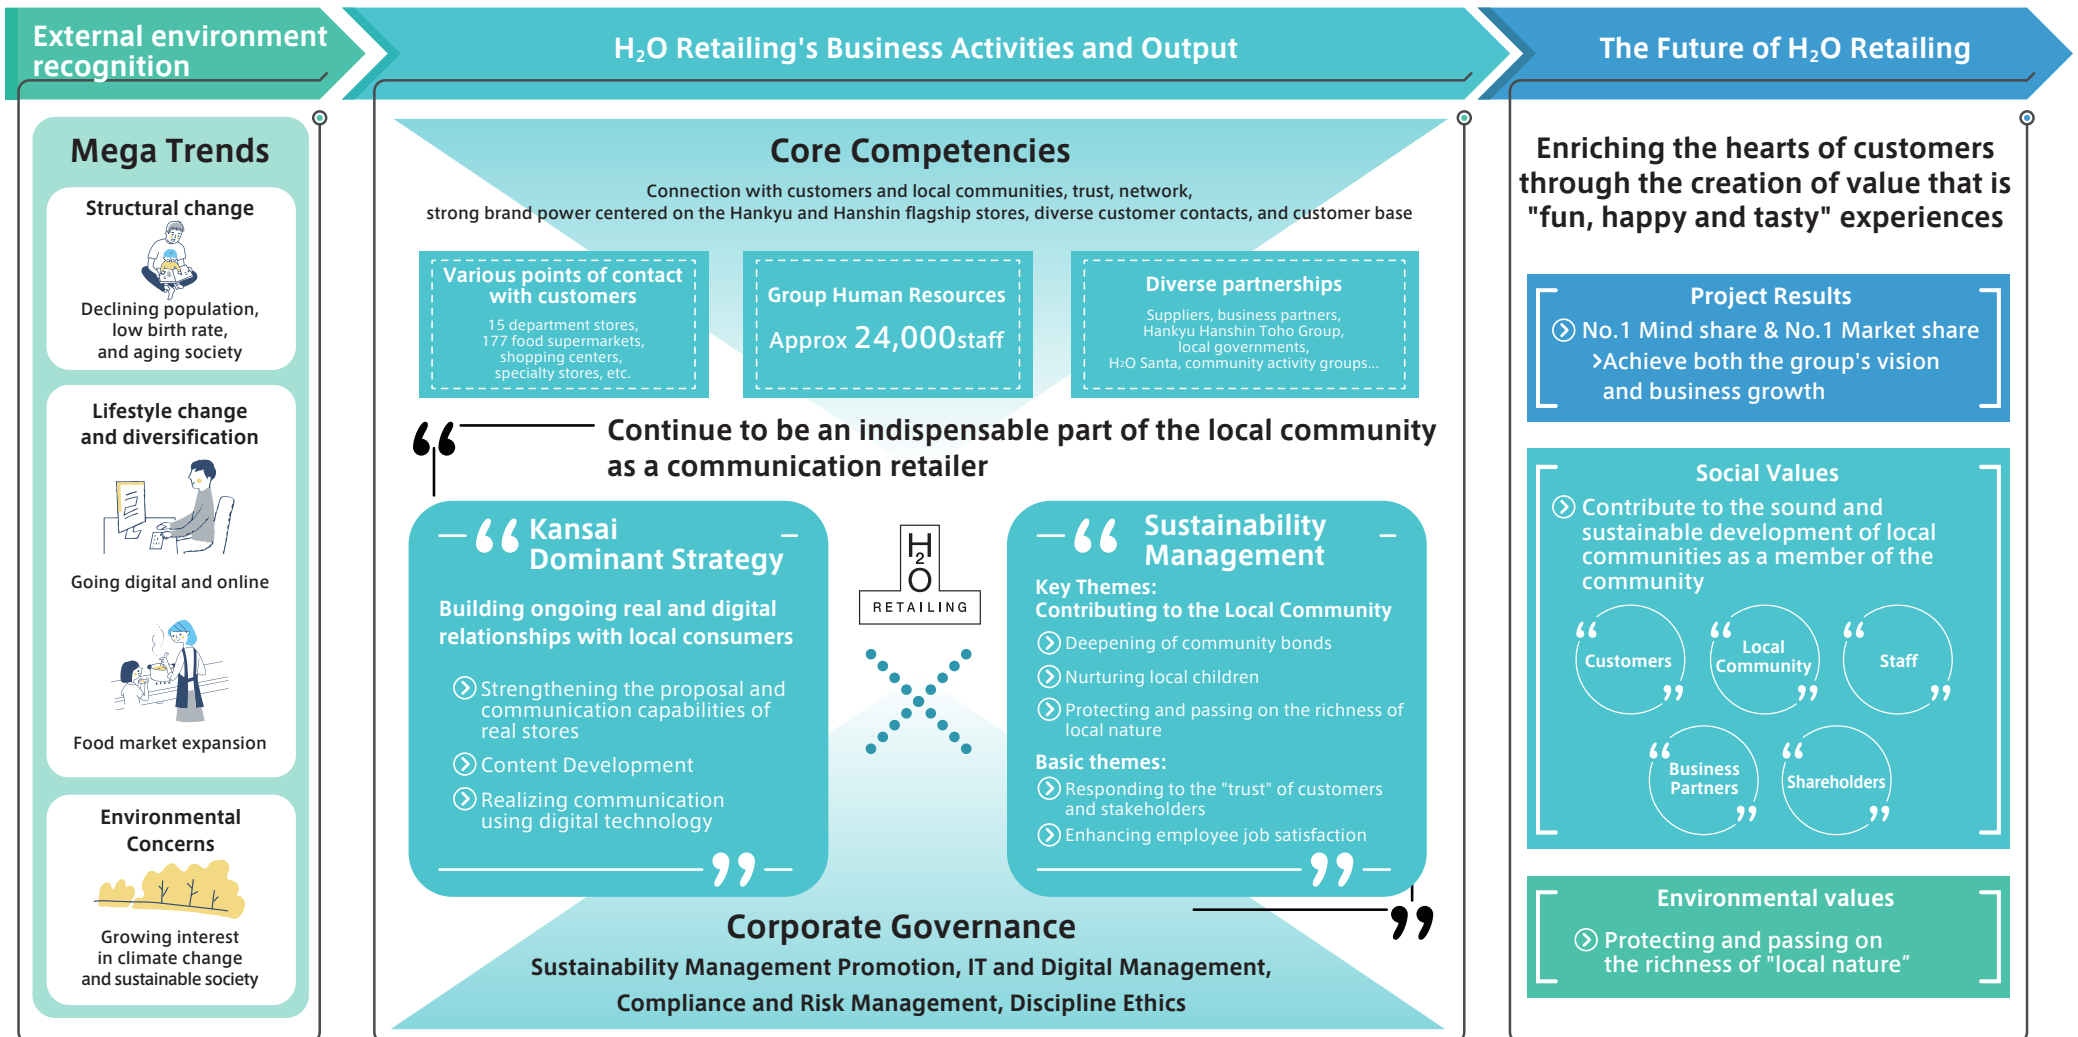 External environment
recognition
H₂O Retailing's Business Activities and Output
The Future of H₂O Retailing
Mega Trends
Structural change
Declining population,
low birth rate,
and aging society
Lifestyle change
and diversification
Going digital and online
Food market expansion
Environmental
Concerns
Growing interest
in climate change
and sustainable society
Core Competencies
Connection with customers and local communities, trust, network,
strong brand power centered on the Hankyu and Hanshin flagship stores, diverse customer contacts, and customer base
Various points of contact
with customers
15 department stores,
177 food supermarkets,
shopping centers,
specialty stores, etc.
Group Human Resources
Approx 24,000staff
Diverse partnerships
Suppliers, business partners,
Hankyu Hanshin Toho Group,
local governments,
H₂O Santa, community activity groups...
“ Continue to be an indispensable part of the local community
as a communication retailer
“ Kansai
Dominant Strategy
Building ongoing real and digital
relationships with local consumers
Strengthening the proposal and
communication capabilities of
real stores
Content Development
Realizing communication
using digital technology
”
H
2
O
RETAILING
“ Sustainability
Management
Key Themes:
Contributing to the Local Community
Deepening of community bonds
Nurturing local children
Protecting and passing on the richness of
local nature
Basic themes:
Responding to the "trust" of customers
and stakeholders
Enhancing employee job satisfaction
”
”
Corporate Governance
Sustainability Management Promotion, IT and Digital Management,
Compliance and Risk Management, Discipline Ethics
Enriching the hearts of customers
through the creation of value that is
"fun, happy and tasty" experiences
Project Results
No.1 Mind share & No.1 Market share
Achieve both the group's vision
and business growth
Social Values
Contribute to the sound and
sustainable development of local
communities as a member of the
community
“ Customers ”
“ Local
Community ”
“ Staff ”
“ Business
Partners ”
“ Shareholders ”
Environmental values
Protecting and passing on
the richness of "local nature”